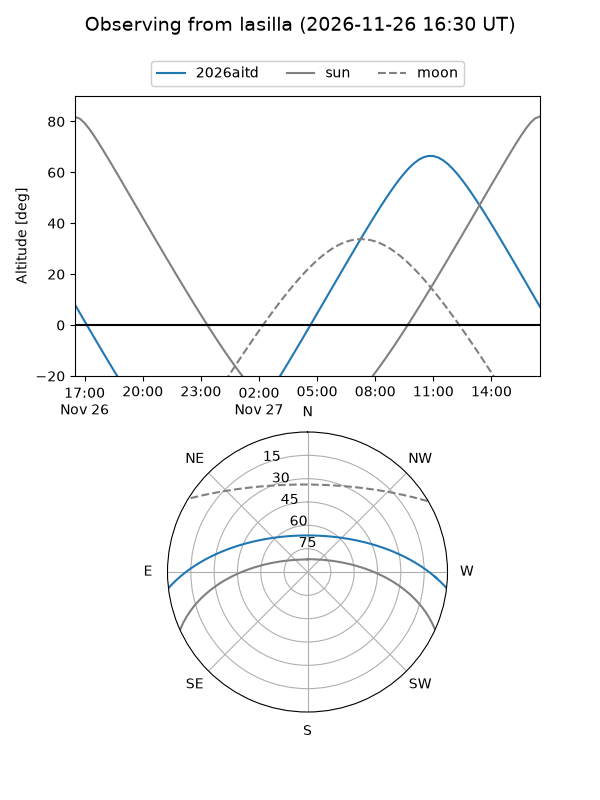 Observing from lasilla (2026-11-26 16:30 UT)
2026aitd sun moon
Altitude [deg]
80
60
40
20
0
−20
17:00 20:00 23:00 02:00 05:00 08:00 11:00 14:00
Nov 26 Nov 27
N
NE NW
15
30
45
60
75
E W
SE SW
S